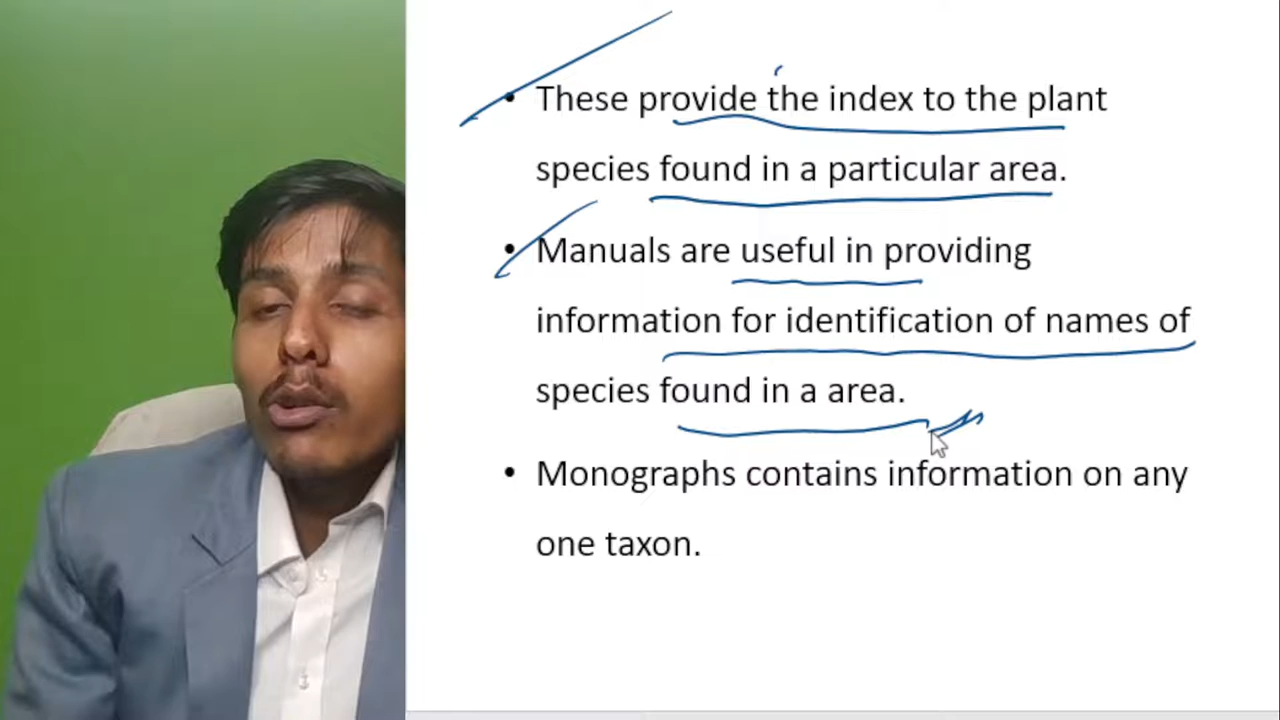 • These provide the index to the plant
species found in a particular area.
• Manuals are useful in providing
information for identification of names of
species found in a area.
• Monographs contains information on any
one taxon.